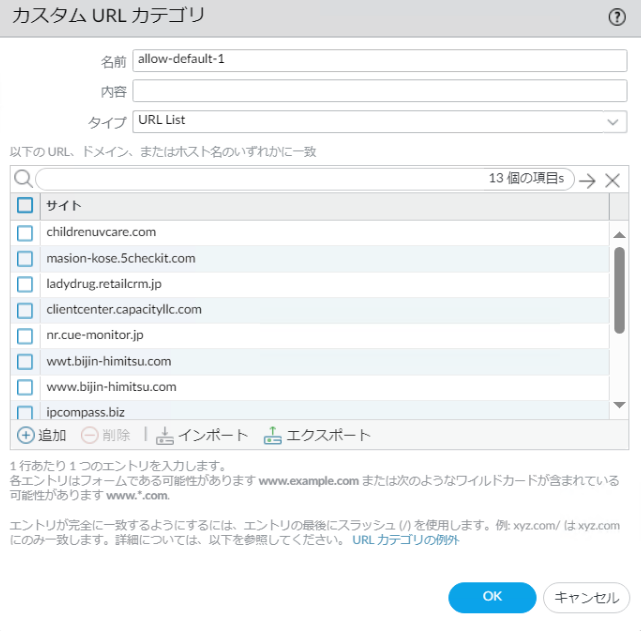 カスタム URL カテゴリ
名前 allow-default-1
内容
タイプ URL List
以下の URL、ドメイン、またはホスト名のいずれかに一致
13 個の項目s
サイト
childrenuvcare.com
masion-kose.5checkit.com
ladydrug.retailcrm.jp
clientcenter.capacityllc.com
nr.cue-monitor.jp
wwt.bijin-himitsu.com
www.bijin-himitsu.com
ipcompass.biz
追加 削除 インポート エクスポート
1 行あたり 1 つのエントリを入力します。
各エントリはフォームである可能性があります www.example.com または次のようなワイルドカードが含まれている
可能性があります www.*.com.
エントリが完全に一致するようにするには、エントリの最後にスラッシュ (/) を使用します。例: xyz.com/ は xyz.com
にのみ一致します。詳細については、以下を参照してください。 URL カテゴリの例外
OK キャンセル